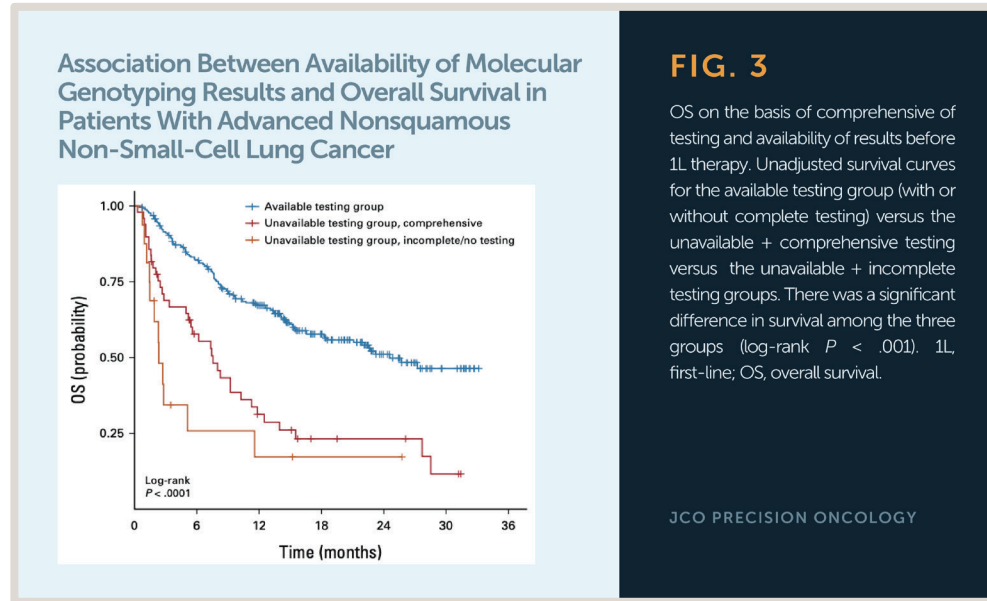 Association Between Availability of Molecular
Genotyping Results and Overall Survival in
Patients With Advanced Nonsquamous
Non-Small-Cell Lung Cancer
Available testing group
Unavailable testing group, comprehensive
Unavailable testing group, incomplete/no testing
OS (probability)
1.00
0.75
0.50
0.25
Log-rank
P < .0001
0 6 12 18 24 30 36
Time (months)
FIG. 3
OS on the basis of comprehensive of
testing and availability of results before
1L therapy. Unadjusted survival curves
for the available testing group (with or
without complete testing) versus the
unavailable + comprehensive testing
versus the unavailable + incomplete
testing groups. There was a significant
difference in survival among the three
groups (log-rank P < .001). 1L,
first-line; OS, overall survival.
JCO PRECISION ONCOLOGY